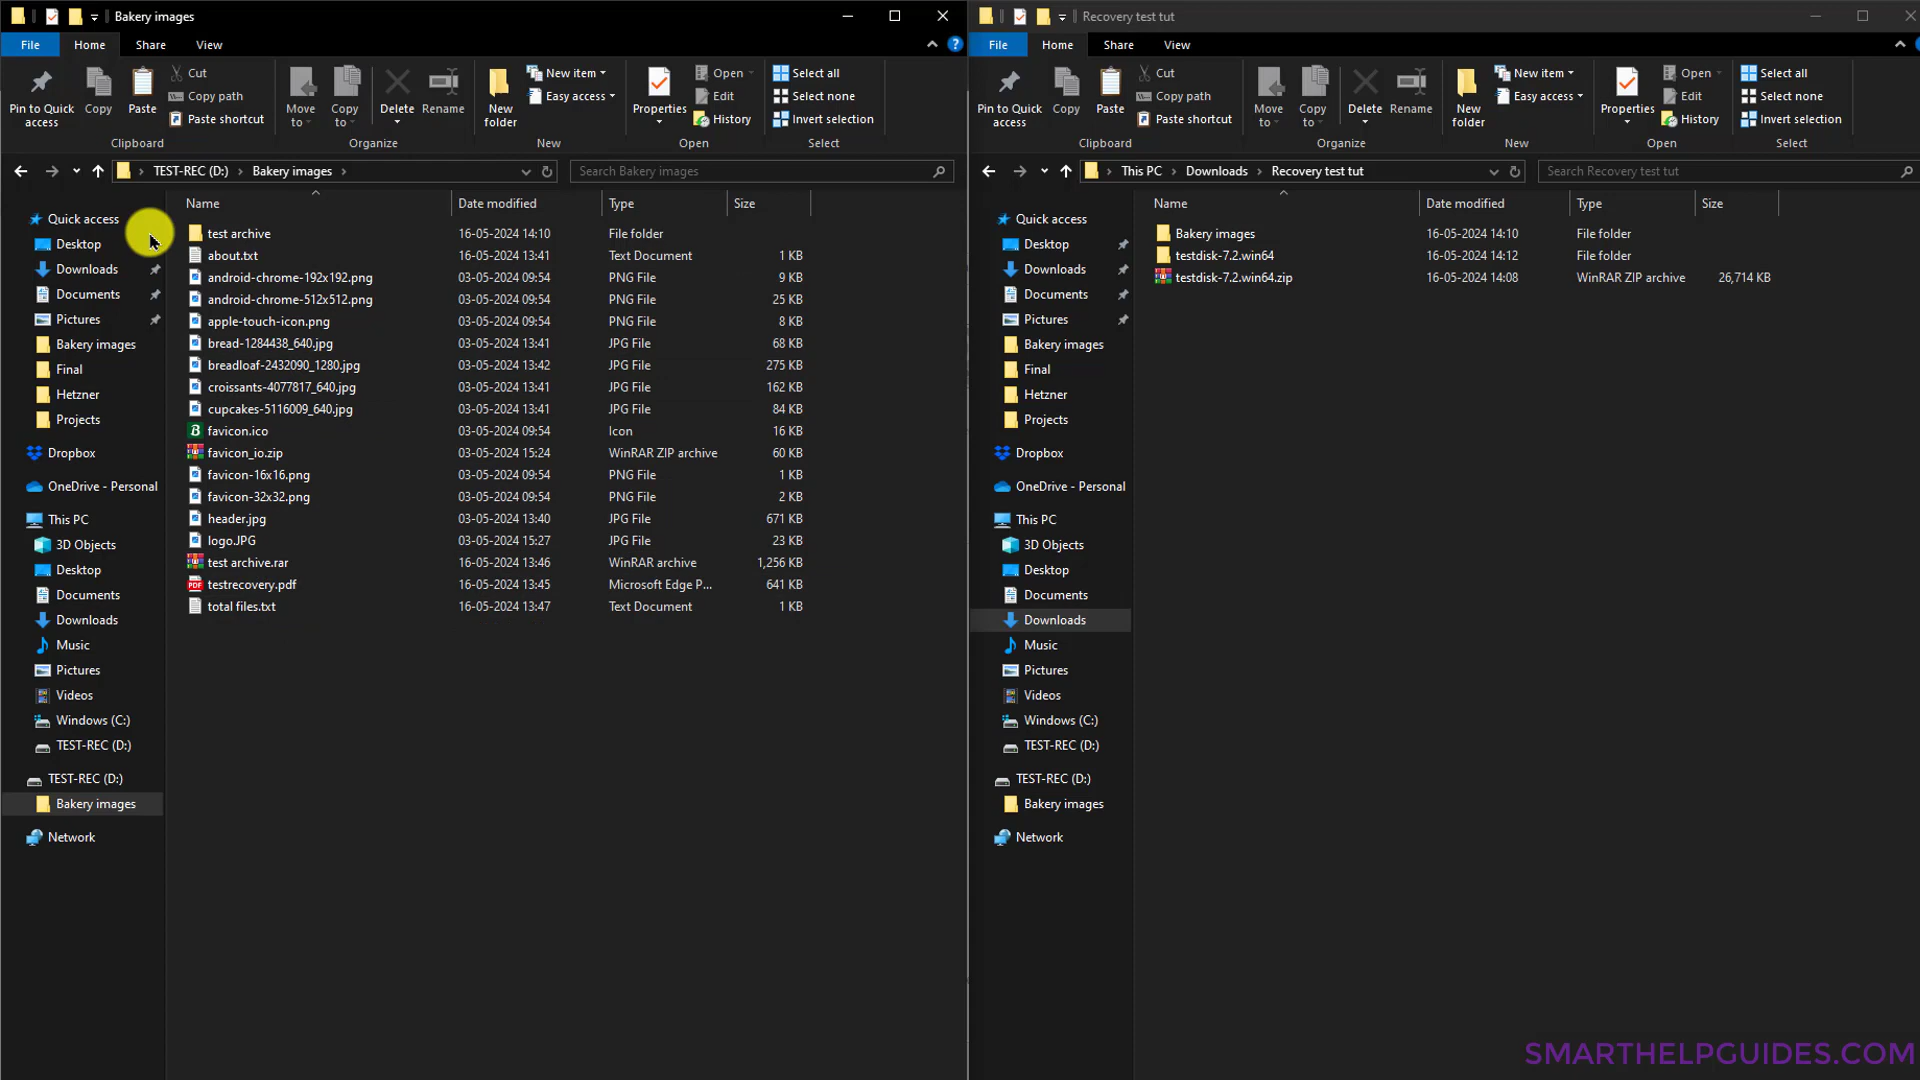 Bakery images
File Home Share View
Pin to Quick access
Copy
Paste
Cut
Copy path
Paste shortcut
Clipboard
Move to
Copy to
Delete
Rename
Organize
New folder
New item
Easy access
New
Properties
Open
Edit
History
Open
Select all
Select none
Invert selection
Select
TEST-REC (D:) Bakery images
Search Bakery images
Quick access
Desktop
Downloads
Documents
Pictures
Bakery images
Final
Hetzner
Projects
Dropbox
OneDrive - Personal
This PC
3D Objects
Desktop
Documents
Downloads
Music
Pictures
Videos
Windows (C:)
TEST-REC (D:)
TEST-REC (D:)
Bakery images
Network
Name Date modified Type Size
test archive 16-05-2024 14:10 File folder
about.txt 16-05-2024 13:41 Text Document 1 KB
android-chrome-192x192.png 03-05-2024 09:54 PNG File 9 KB
android-chrome-512x512.png 03-05-2024 09:54 PNG File 25 KB
apple-touch-icon.png 03-05-2024 09:54 PNG File 8 KB
bread-1284438_640.jpg 03-05-2024 13:41 JPG File 68 KB
breadloaf-2432090_1280.jpg 03-05-2024 13:42 JPG File 275 KB
croissants-4077817_640.jpg 03-05-2024 13:41 JPG File 162 KB
cupcakes-5116009_640.jpg 03-05-2024 13:41 JPG File 84 KB
favicon.ico 03-05-2024 09:54 Icon 16 KB
favicon_io.zip 03-05-2024 15:24 WinRAR ZIP archive 60 KB
favicon-16x16.png 03-05-2024 09:54 PNG File 1 KB
favicon-32x32.png 03-05-2024 09:54 PNG File 2 KB
header.jpg 03-05-2024 13:40 JPG File 671 KB
logo.JPG 03-05-2024 15:27 JPG File 23 KB
test archive.rar 16-05-2024 13:46 WinRAR archive 1,256 KB
testrecovery.pdf 16-05-2024 13:45 Microsoft Edge P... 641 KB
total files.txt 16-05-2024 13:47 Text Document 1 KB
Recovery test tut
File Home Share View
Pin to Quick access
Copy
Paste
Cut
Copy path
Paste shortcut
Clipboard
Move to
Copy to
Delete
Rename
Organize
New folder
New item
Easy access
New
Properties
Open
Edit
History
Open
Select all
Select none
Invert selection
Select
This PC Downloads Recovery test tut
Search Recovery test tut
Quick access
Desktop
Downloads
Documents
Pictures
Bakery images
Final
Hetzner
Projects
Dropbox
OneDrive - Personal
This PC
3D Objects
Desktop
Documents
Downloads
Music
Pictures
Videos
Windows (C:)
TEST-REC (D:)
TEST-REC (D:)
Bakery images
Network
Name Date modified Type Size
Bakery images 16-05-2024 14:10 File folder
testdisk-7.2.win64 16-05-2024 14:12 File folder
testdisk-7.2.win64.zip 16-05-2024 14:08 WinRAR ZIP archive 26,714 KB
SMARTHELPGUIDES.COM